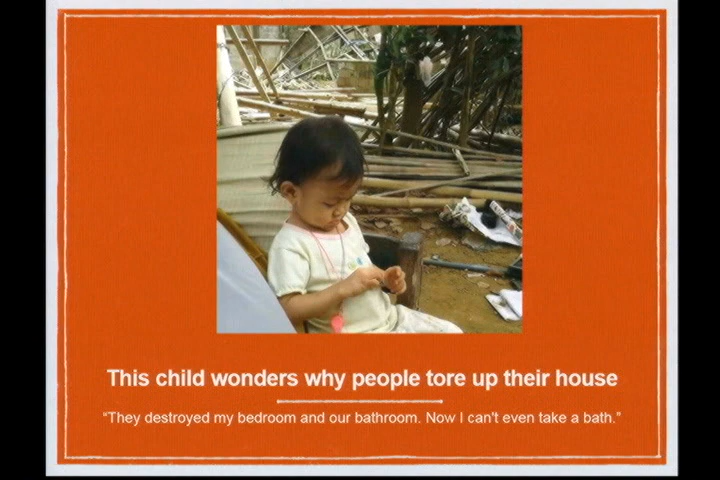 This child wonders why people tore up their house
“They destroyed my bedroom and our bathroom. Now I can't even take a bath.”